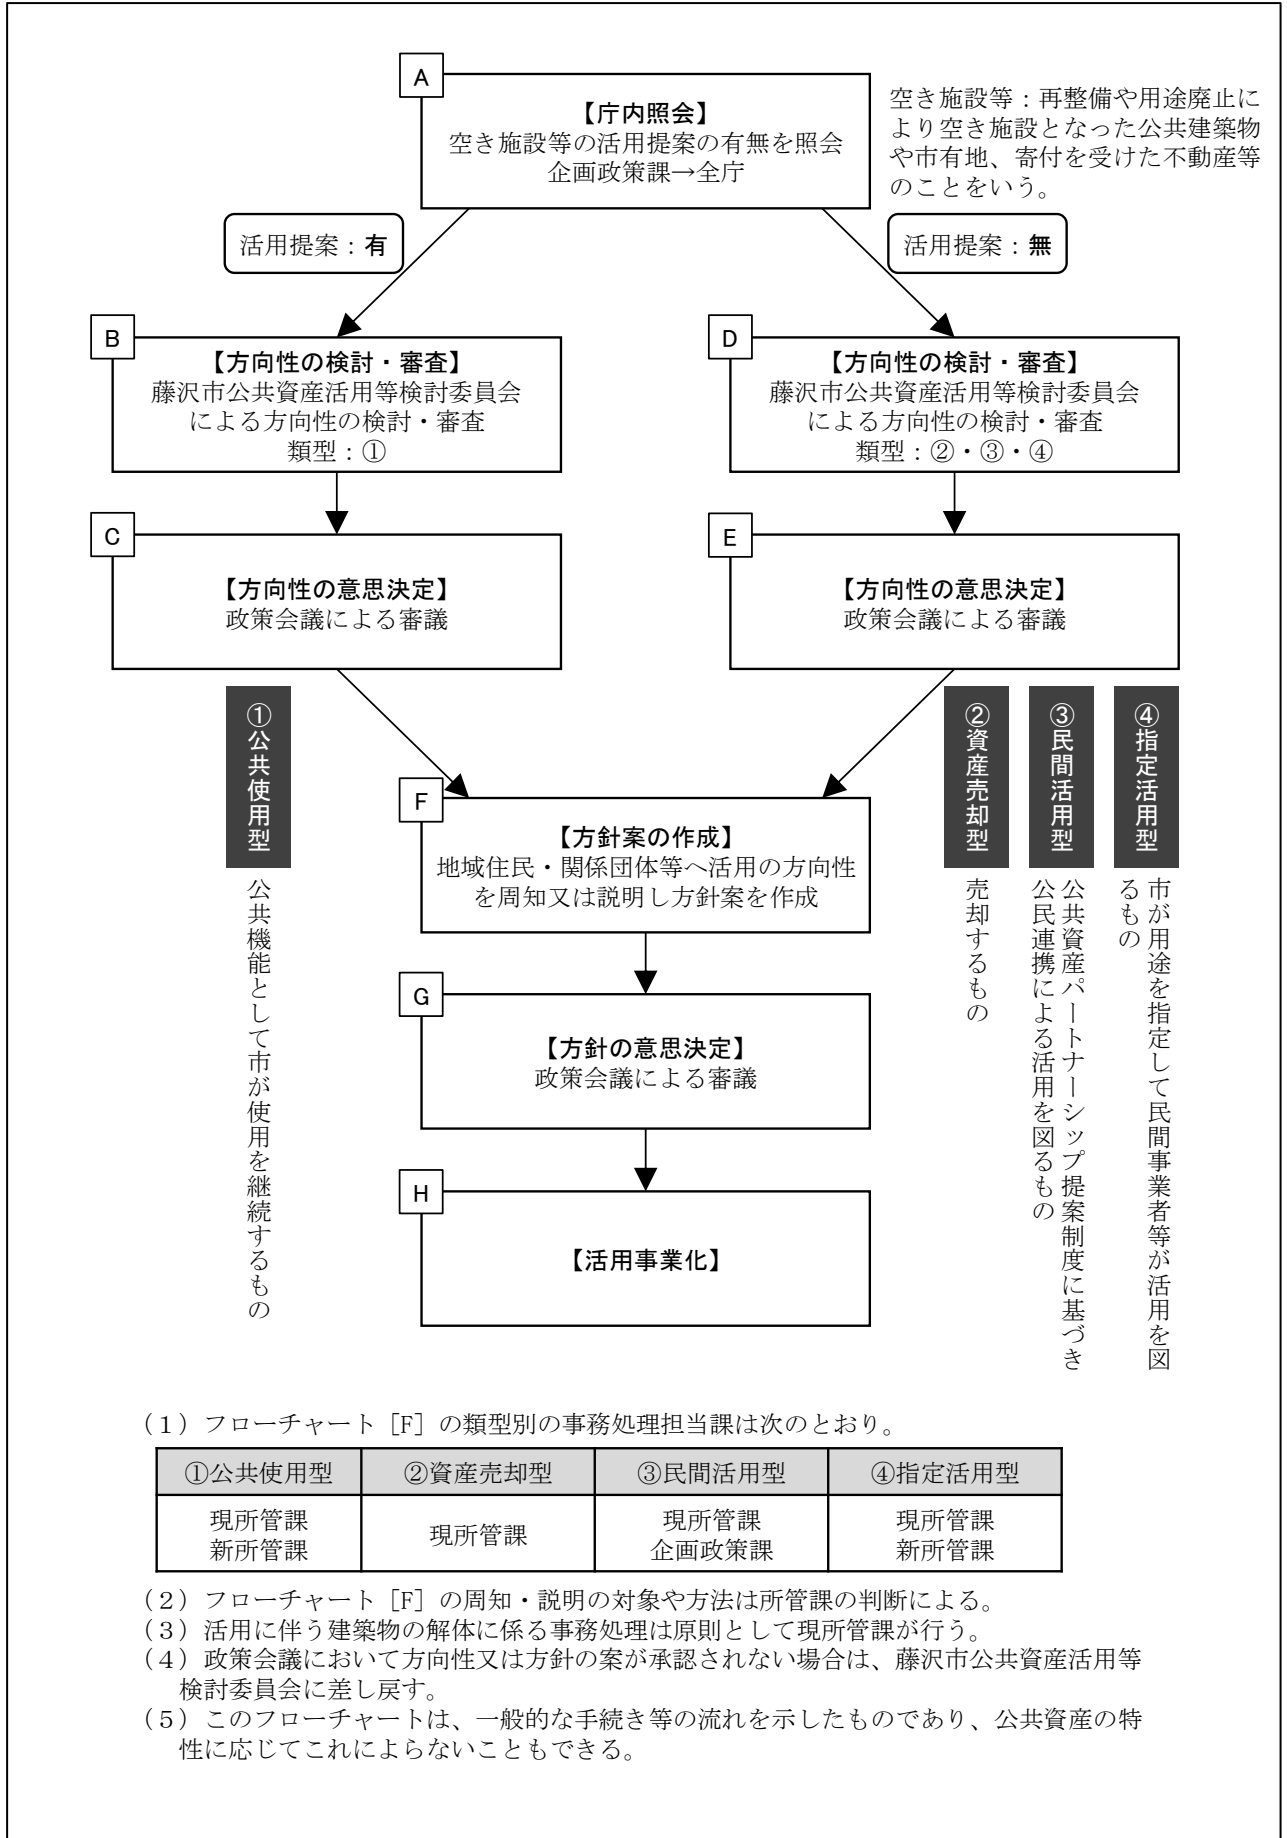 A
【庁内照会】
空き施設等の活用提案の有無を照会
企画政策課→全庁
空き施設等：再整備や用途廃止に
より空き施設となった公共建築物
や市有地、寄付を受けた不動産等
のことをいう。
活用提案：有
活用提案：無
B
【方向性の検討・審査】
藤沢市公共資産活用等検討委員会
による方向性の検討・審査
類型：①
D
【方向性の検討・審査】
藤沢市公共資産活用等検討委員会
による方向性の検討・審査
類型：②・③・④
C
【方向性の意思決定】
政策会議による審議
E
【方向性の意思決定】
政策会議による審議
①公共使用型
公共機能として市が使用を継続するもの
②資産売却型
売却するもの
③民間活用型
公共資産パートナーシップ提案制度に基づき
公民連携による活用を図るもの
④指定活用型
市が用途を指定して民間事業者等が活用を図
るもの
F
【方針案の作成】
地域住民・関係団体等へ活用の方向性
を周知又は説明し方針案を作成
G
【方針の意思決定】
政策会議による審議
H
【活用事業化】
（１）フローチャート［F］の類型別の事務処理担当課は次のとおり。
①公共使用型 ②資産売却型 ③民間活用型 ④指定活用型
現所管課
新所管課
現所管課
現所管課
企画政策課
現所管課
新所管課
（２）フローチャート［F］の周知・説明の対象や方法は所管課の判断による。
（３）活用に伴う建築物の解体に係る事務処理は原則として現所管課が行う。
（４）政策会議において方向性又は方針の案が承認されない場合は、藤沢市公共資産活用等
検討委員会に差し戻す。
（５）このフローチャートは、一般的な手続き等の流れを示したものであり、公共資産の特
性に応じてこれによらないこともできる。